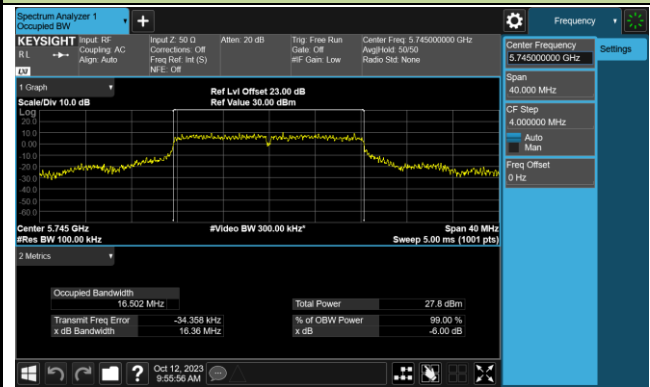 Spectrum Analyzer 1
Occupied BW
+
Frequency
KEYSIGHT
RL
Input: RF
Coupling: AC
Align: Auto
Input Z: 50 Ω
Corrections: Off
Freq Ref: Int (S)
NFE: Off
Atten: 20 dB
Trig: Free Run
Gate: Off
#IF Gain: Low
Center Freq: 5.745000000 GHz
Avg|Hold: 50/50
Radio Std: None
LXI
Center Frequency
5.745000000 GHz
Settings
Span
40.000 MHz
CF Step
4.000000 MHz
Auto
Man
Freq Offset
0 Hz
1 Graph
Scale/Div 10.0 dB
Ref Lvl Offset 23.00 dB
Ref Value 30.00 dBm
Log
20.0
10.0
0.00
-10.0
-20.0
-30.0
-40.0
-50.0
-60.0
Center 5.745 GHz
#Res BW 100.00 kHz
#Video BW 300.00 kHz*
Span 40 MHz
Sweep 5.00 ms (1001 pts)
2 Metrics
Occupied Bandwidth
16.502 MHz
Total Power 27.8 dBm
Transmit Freq Error -34.358 kHz
% of OBW Power 99.00 %
x dB Bandwidth 16.36 MHz
x dB -6.00 dB
?
Oct 12, 2023
9:55:56 AM